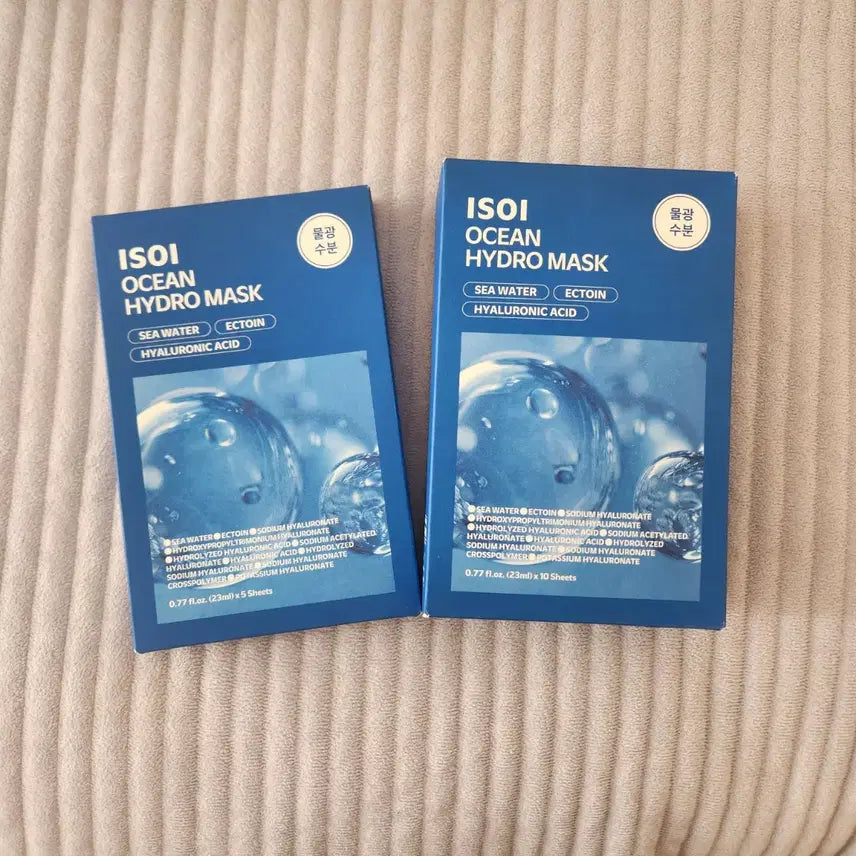 ISOI
OCEAN
HYDRO MASK
물광
수분
SEA WATER ECTOIN
HYALURONIC ACID
●SEA WATER●ECTOIN●SODIUM HYALURONATE
●HYDROXYPROPYLTRIMONIUM HYALURONATE
●HYDROLYZED HYALURONIC ACID●SODIUM ACETYLATED
HYALURONATE●HYALURONIC ACID●HYDROLYZED
SODIUM HYALURONATE●SODIUM HYALURONATE
CROSSPOLYMER●POTASSIUM HYALURONATE
0.77 fl.oz. (23ml) x 5 Sheets
ISOI
OCEAN
HYDRO MASK
물광
수분
SEA WATER ECTOIN
HYALURONIC ACID
●SEA WATER●ECTOIN●SODIUM HYALURONATE
●HYDROXYPROPYLTRIMONIUM HYALURONATE
●HYDROLYZED HYALURONIC ACID●SODIUM ACETYLATED
HYALURONATE●HYALURONIC ACID●HYDROLYZED
SODIUM HYALURONATE●SODIUM HYALURONATE
CROSSPOLYMER●POTASSIUM HYALURONATE
0.77 fl.oz. (23ml) x 10 Sheets